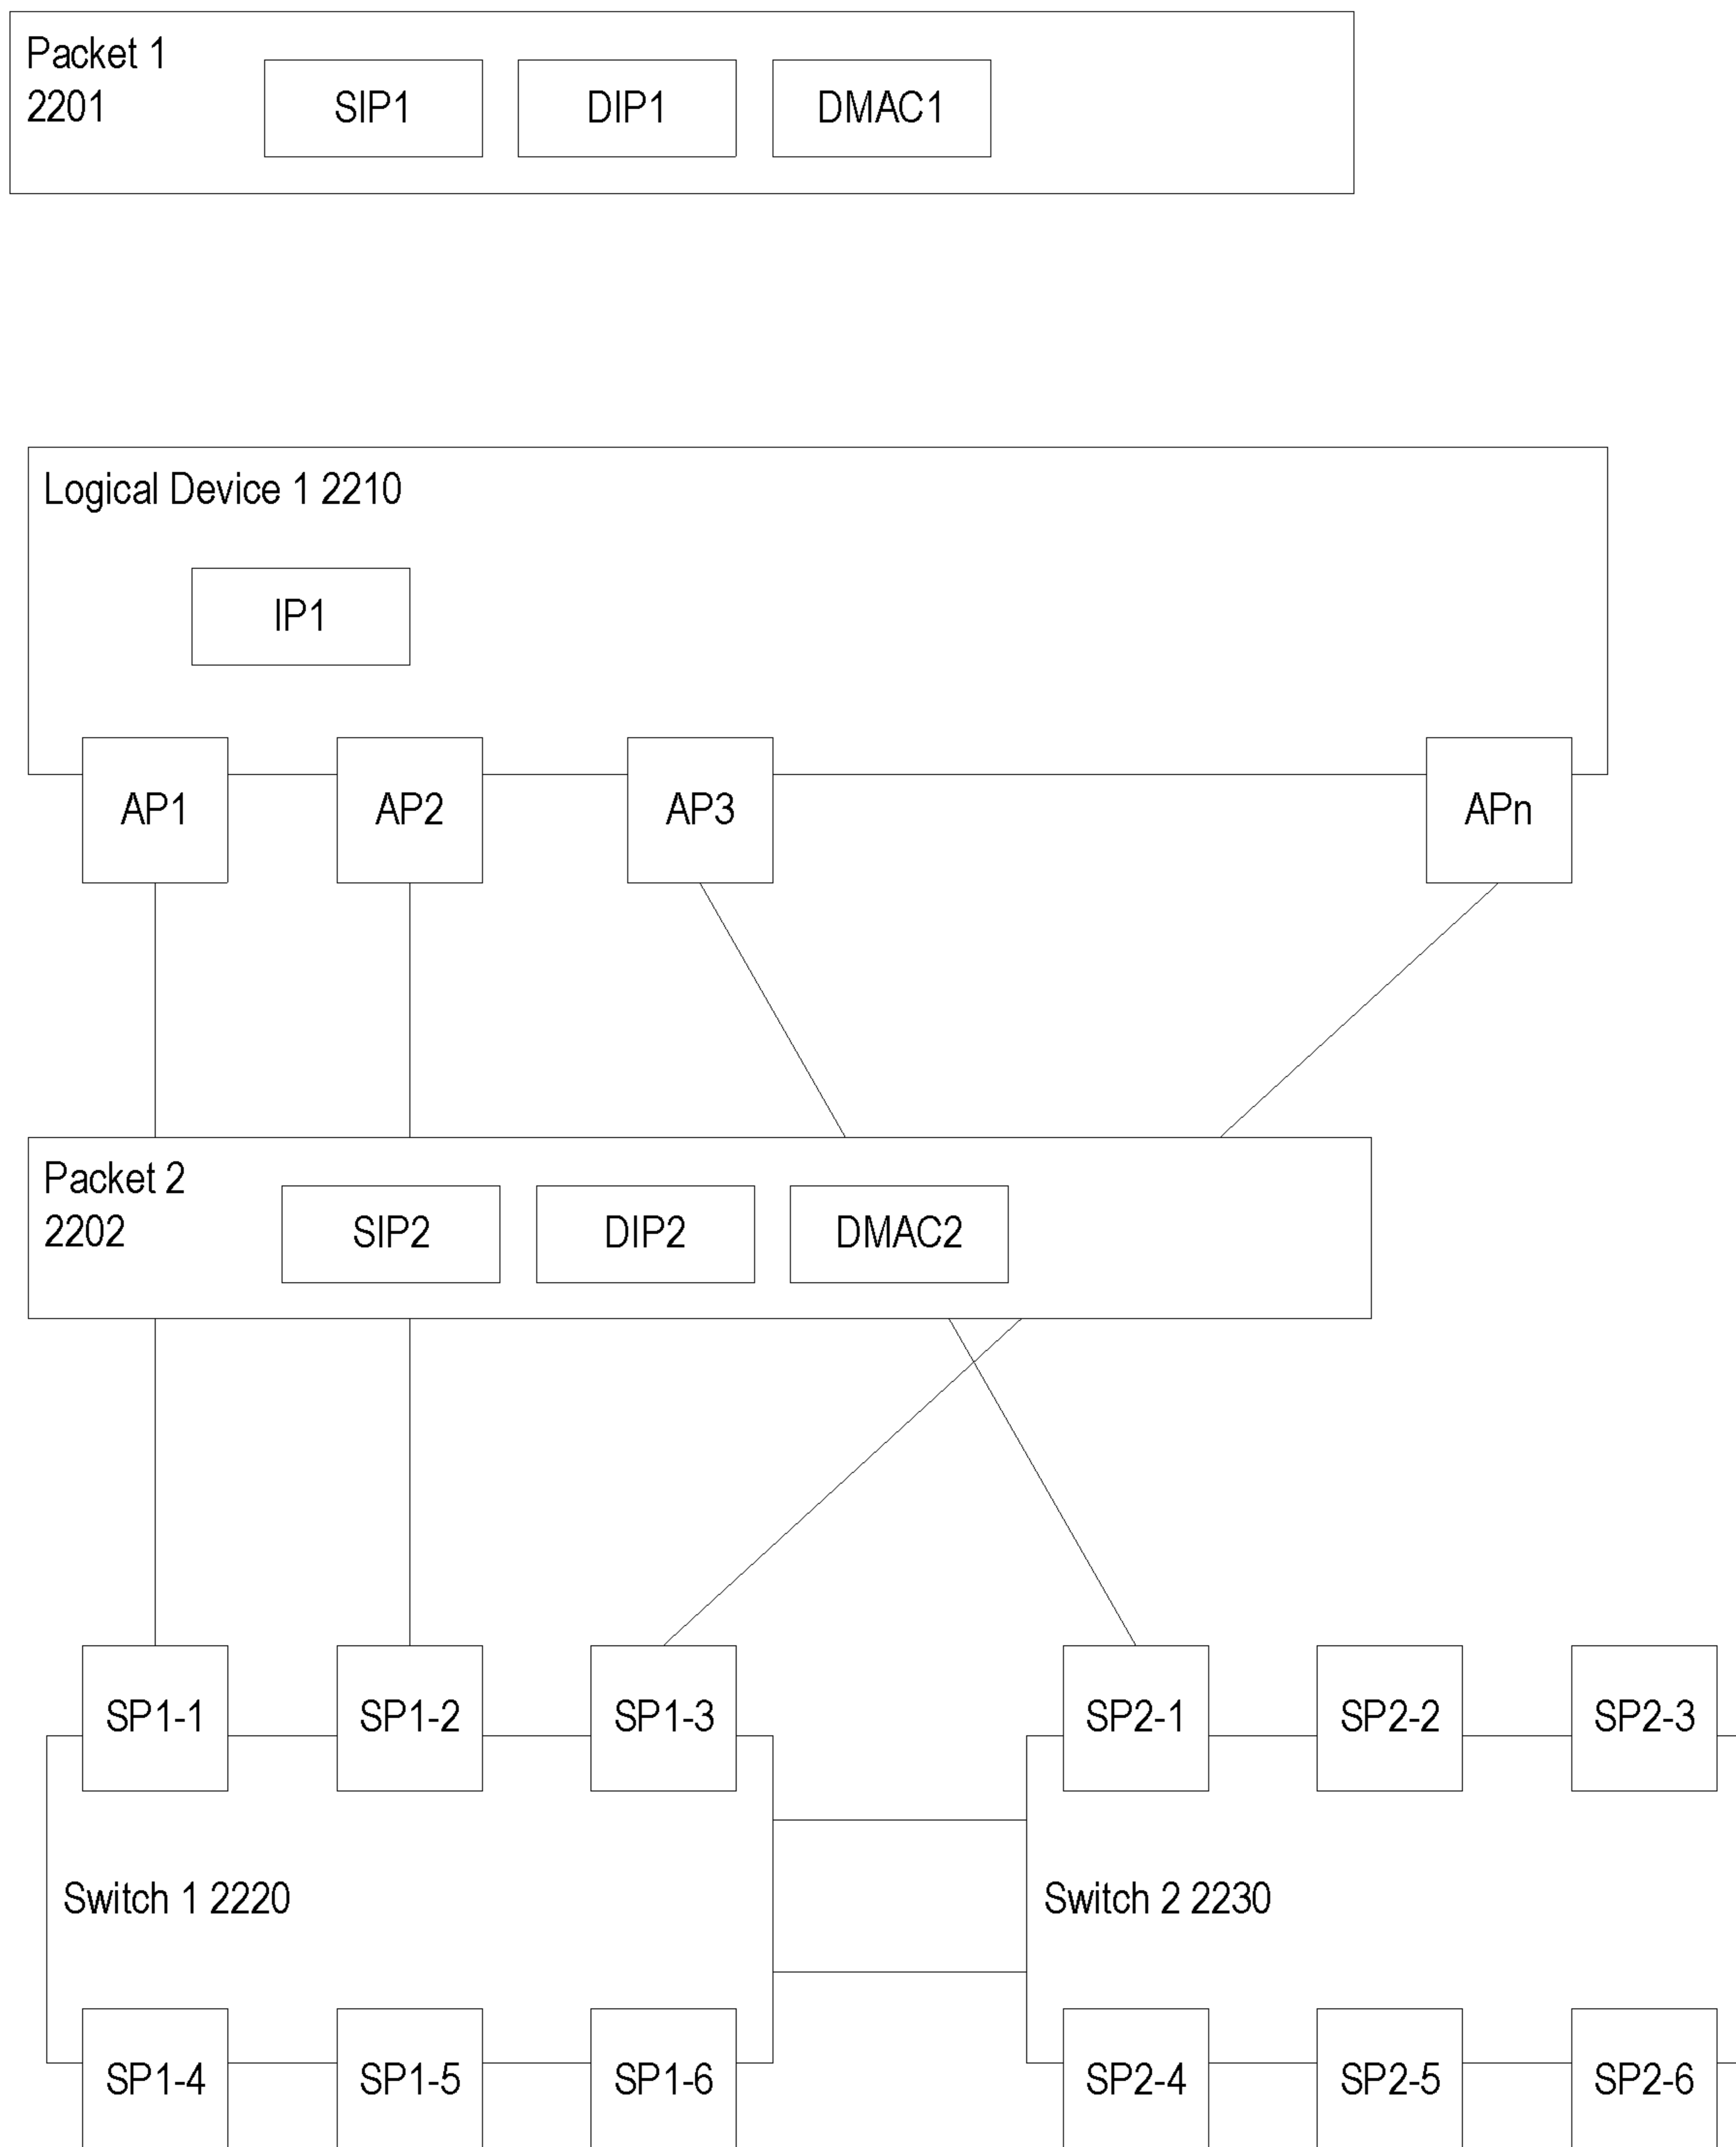 Packet 1
2201
SIP1
DIP1
DMAC1
Logical Device 1 2210
IP1
AP1
AP2
AP3
APn
Packet 2
2202
SIP2
DIP2
DMAC2
SP1-1
SP1-2
SP1-3
SP2-1
SP2-2
SP2-3
Switch 1 2220
Switch 2 2230
SP1-4
SP1-5
SP1-6
SP2-4
SP2-5
SP2-6